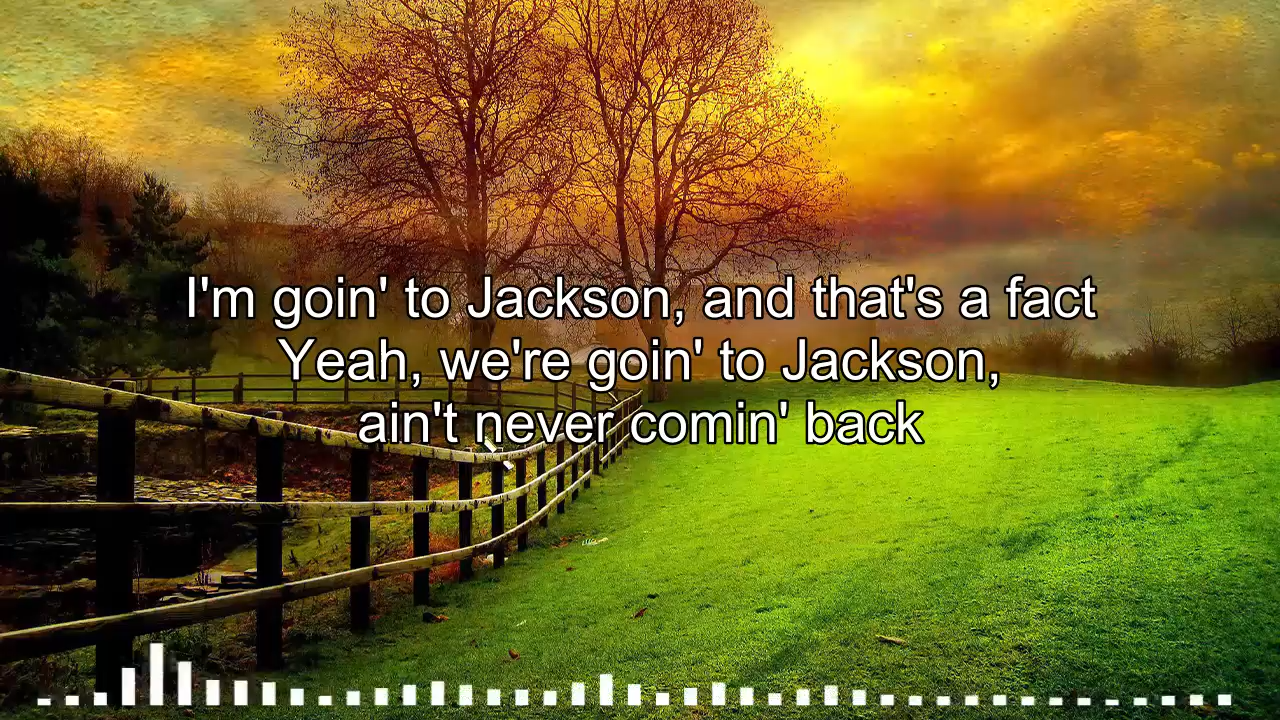 I'm goin' to Jackson, and that's a fact
Yeah, we're goin' to Jackson,
ain't never comin' back